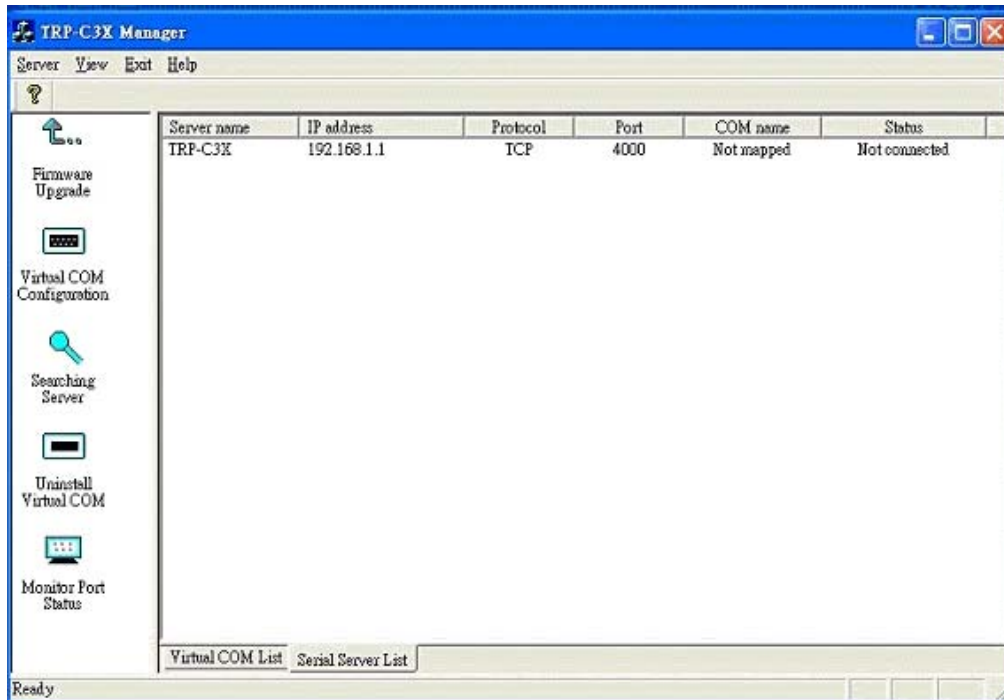 TRP-C3X Manager
Server View Exit Help
Firmware
Upgrade
Virtual COM
Configuration
Searching
Server
Uninstall
Virtual COM
Monitor Port
Status
Server name IP address Protocol Port COM name Status
TRP-C3X 192.168.1.1 TCP 4000 Not mapped Not connected
Virtual COM List Serial Server List
Ready